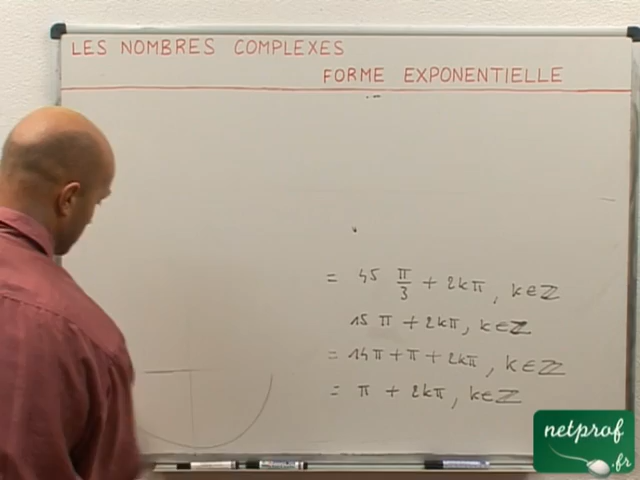 LES NOMBRES COMPLEXES
FORME EXPONENTIELLE
= 45 π/3 + 2kπ, k∈ℤ
15 π + 2kπ, k∈ℤ
= 14π + π + 2kπ, k∈ℤ
= π + 2kπ, k∈ℤ
netprof
.fr